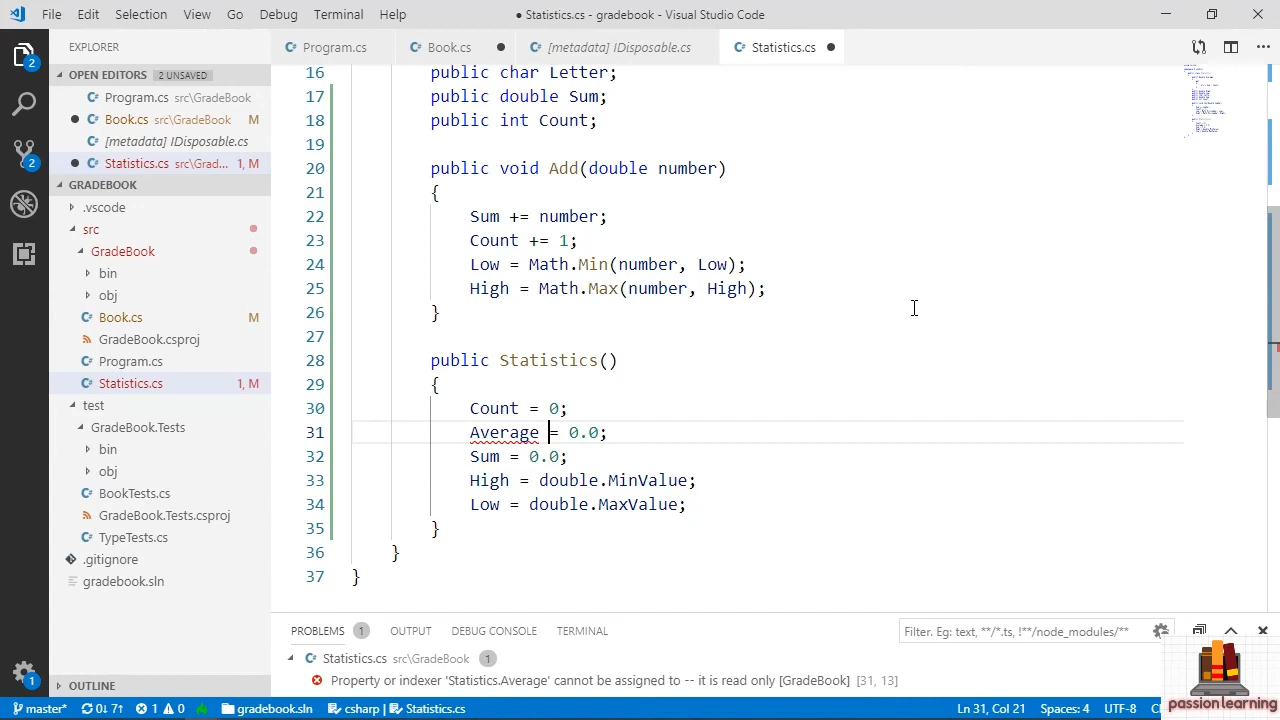 File Edit Selection View Go Debug Terminal Help
● Statistics.cs - gradebook - Visual Studio Code
EXPLORER
OPEN EDITORS 2 UNSAVED
Program.cs src\GradeBook
Book.cs src\GradeBook M
[metadata] IDisposable.cs
Statistics.cs src\Grad... 1, M
GRADEBOOK
.vscode
src
GradeBook
bin
obj
Book.cs M
GradeBook.csproj
Program.cs
Statistics.cs 1, M
test
GradeBook.Tests
bin
obj
BookTests.cs
GradeBook.Tests.csproj
TypeTests.cs
.gitignore
gradebook.sln
OUTLINE
2
2
1
Program.cs Book.cs ● [metadata] IDisposable.cs Statistics.cs ●
16 public char Letter;
17 public double Sum;
18 public int Count;
19
20 public void Add(double number)
21 {
22 Sum += number;
23 Count += 1;
24 Low = Math.Min(number, Low);
25 High = Math.Max(number, High);
26 }
27
28 public Statistics()
29 {
30 Count = 0;
31 Average = 0.0;
32 Sum = 0.0;
33 High = double.MinValue;
34 Low = double.MaxValue;
35 }
36 }
37 }
PROBLEMS 1 OUTPUT DEBUG CONSOLE TERMINAL
Filter. Eg: text, **/*.ts, !**/node_modules/**
Statistics.cs src\GradeBook 1
Property or indexer 'Statistics.Average' cannot be assigned to -- it is read only [GradeBook] [31, 13]
passionlearning
master* 0↓ 7↑ 1 0 gradebook.sln csharp | Statistics.cs
Ln 31, Col 21 Spaces: 4 UTF-8